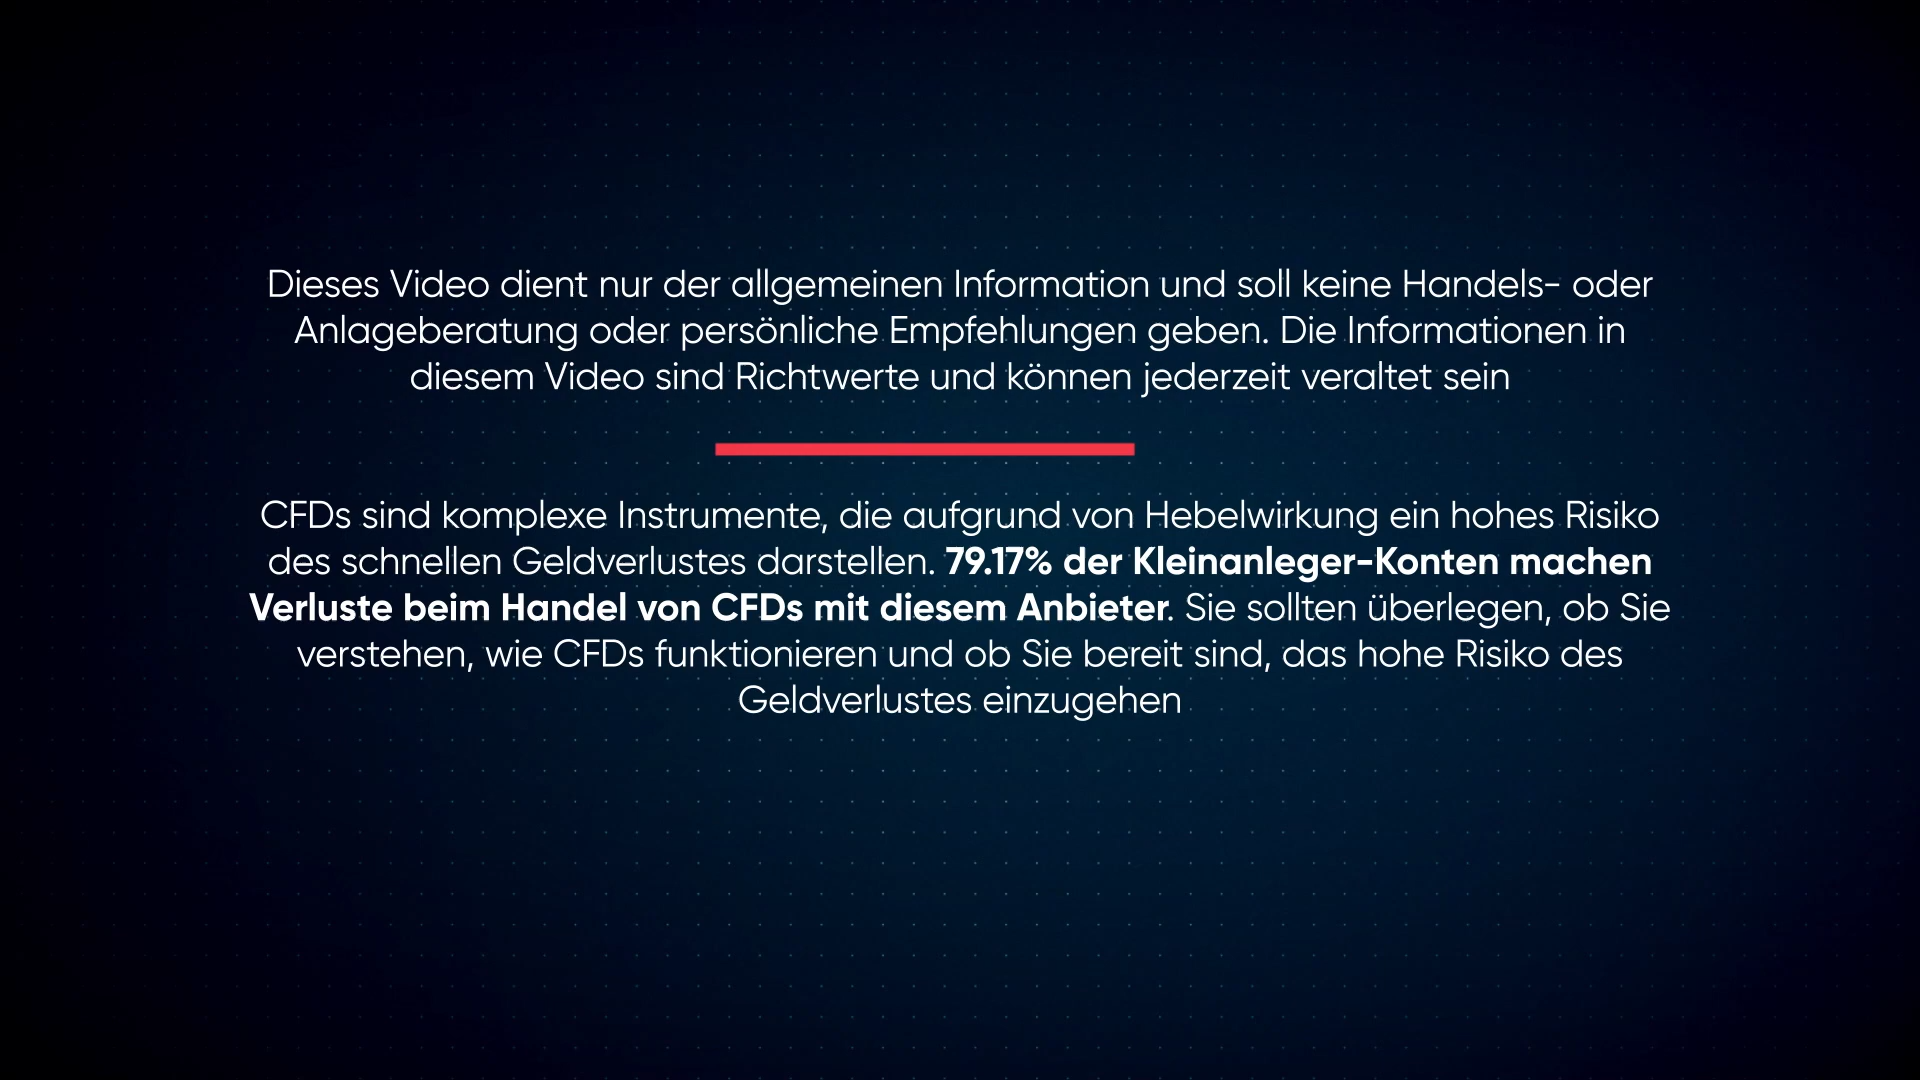 Dieses Video dient nur der allgemeinen Information und soll keine Handels- oder
Anlageberatung oder persönliche Empfehlungen geben. Die Informationen in
diesem Video sind Richtwerte und können jederzeit veraltet sein
CFDs sind komplexe Instrumente, die aufgrund von Hebelwirkung ein hohes Risiko
des schnellen Geldverlustes darstellen. 79.17% der Kleinanleger-Konten machen
Verluste beim Handel von CFDs mit diesem Anbieter. Sie sollten überlegen, ob Sie
verstehen, wie CFDs funktionieren und ob Sie bereit sind, das hohe Risiko des
Geldverlustes einzugehen